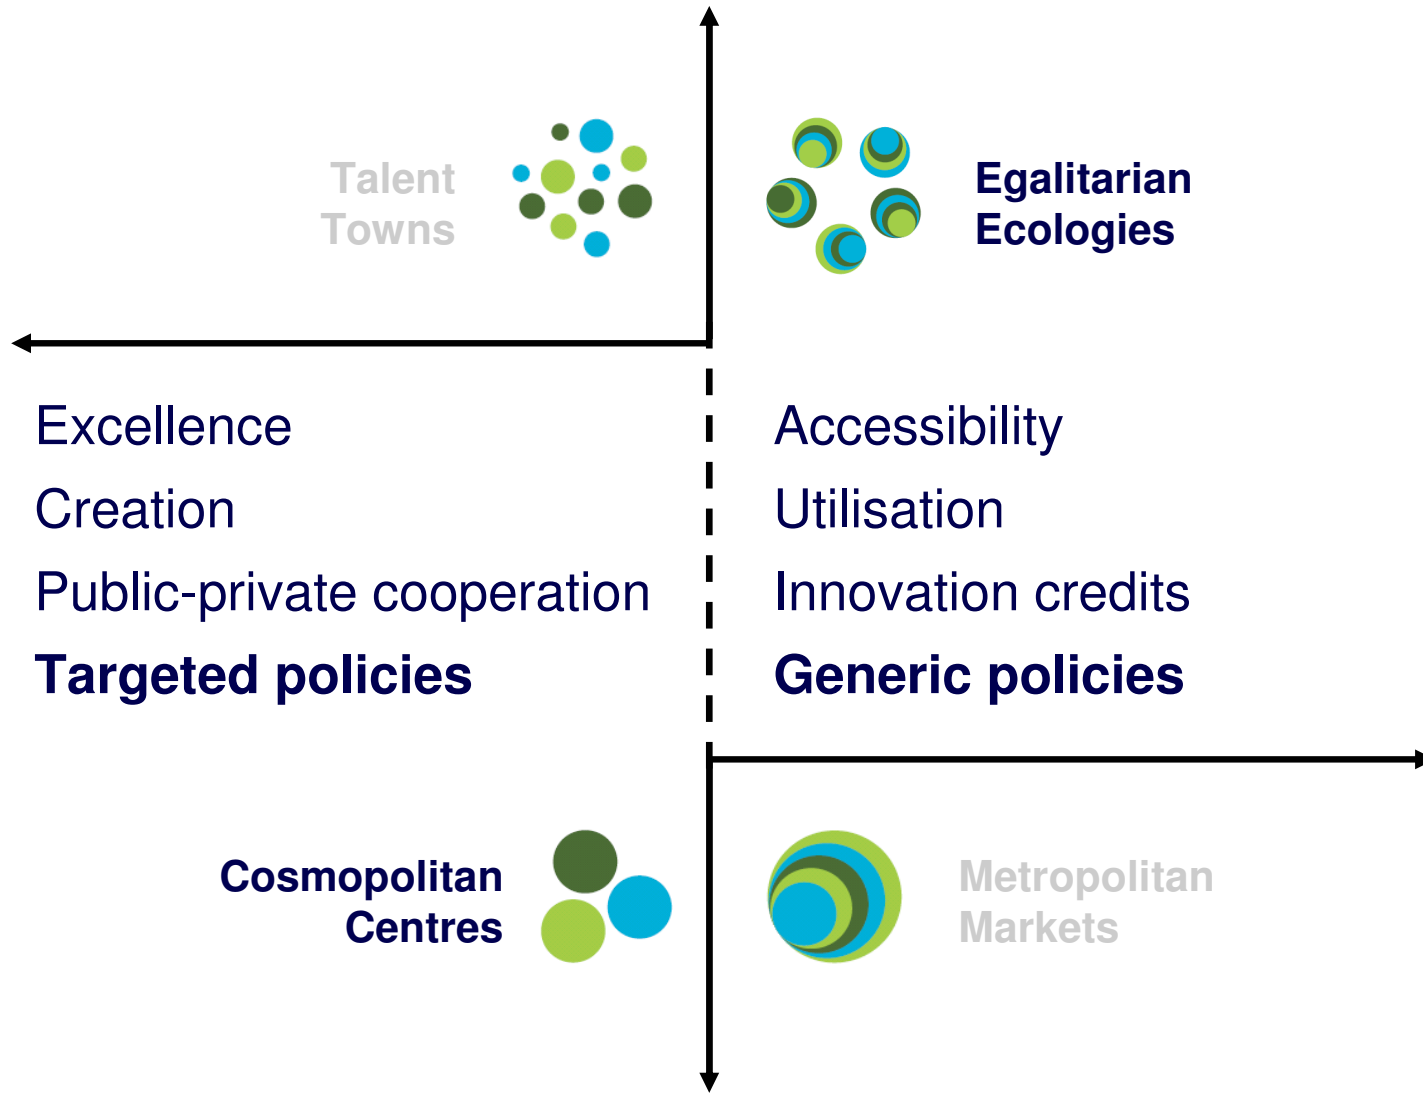 Talent
Towns
Egalitarian
Ecologies
Excellence
Creation
Public-private cooperation
Targeted policies
Accessibility
Utilisation
Innovation credits
Generic policies
Cosmopolitan
Centres
Metropolitan
Markets